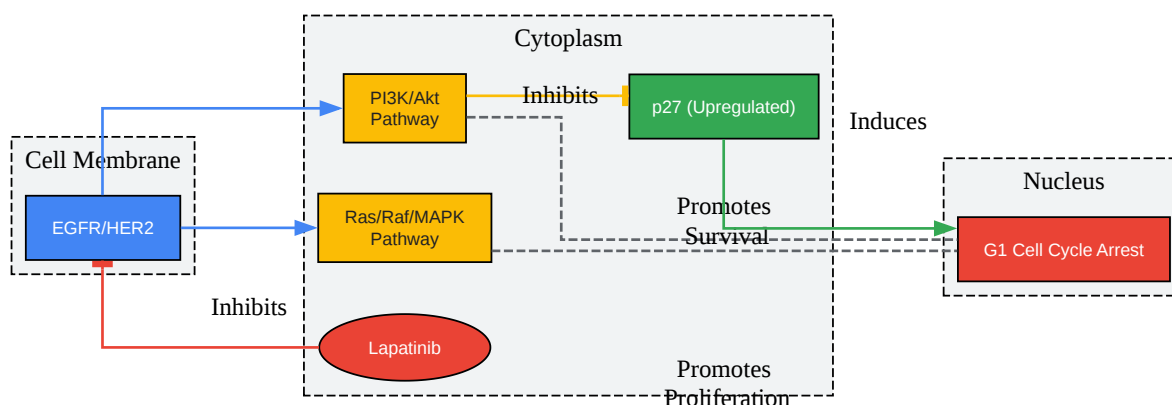 Cytoplasm
PI3K/Akt
Pathway
Inhibits
p27 (Upregulated)
Induces
Cell Membrane
EGFR/HER2
Ras/Raf/MAPK
Pathway
Promotes
Survival
Nucleus
G1 Cell Cycle Arrest
Inhibits
Lapatinib
Promotes
Proliferation